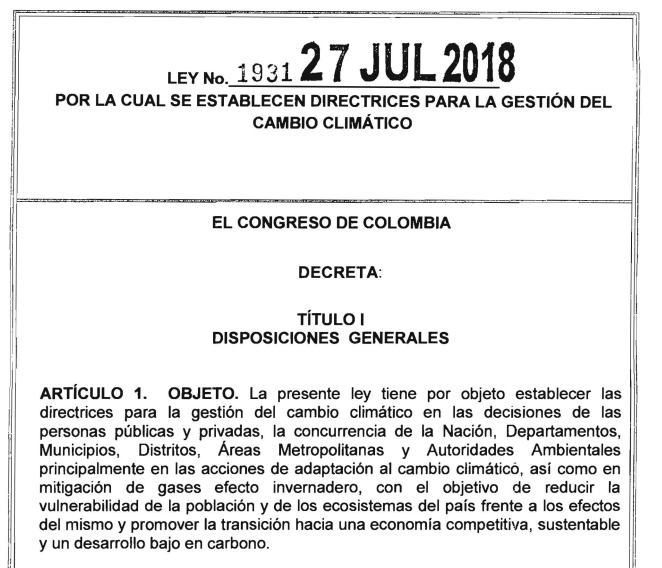 LEY No. 1931 27 JUL 2018
POR LA CUAL SE ESTABLECEN DIRECTRICES PARA LA GESTIÓN DEL
CAMBIO CLIMÁTICO
EL CONGRESO DE COLOMBIA
DECRETA:
TÍTULO I
DISPOSICIONES GENERALES
ARTÍCULO 1. OBJETO. La presente ley tiene por objeto establecer las
directrices para la gestión del cambio climático en las decisiones de las
personas públicas y privadas, la concurrencia de la Nación, Departamentos,
Municipios, Distritos, Áreas Metropolitanas y Autoridades Ambientales
principalmente en las acciones de adaptación al cambio climático, así como en
mitigación de gases efecto invernadero, con el objetivo de reducir la
vulnerabilidad de la población y de los ecosistemas del país frente a los efectos
del mismo y promover la transición hacia una economía competitiva, sustentable
y un desarrollo bajo en carbono.